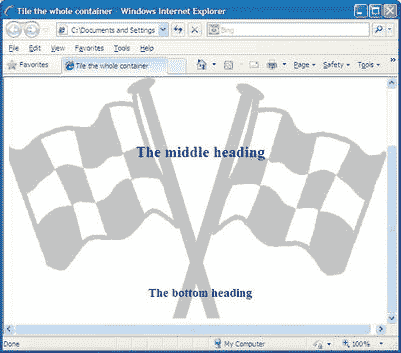 Tile the whole container - Windows Internet Explorer
C:\Documents and Settings
Bing
File Edit View Favorites Tools Help
Favorites Tile the whole container Page Safety Tools
The middle heading
The bottom heading
Done My Computer 100%